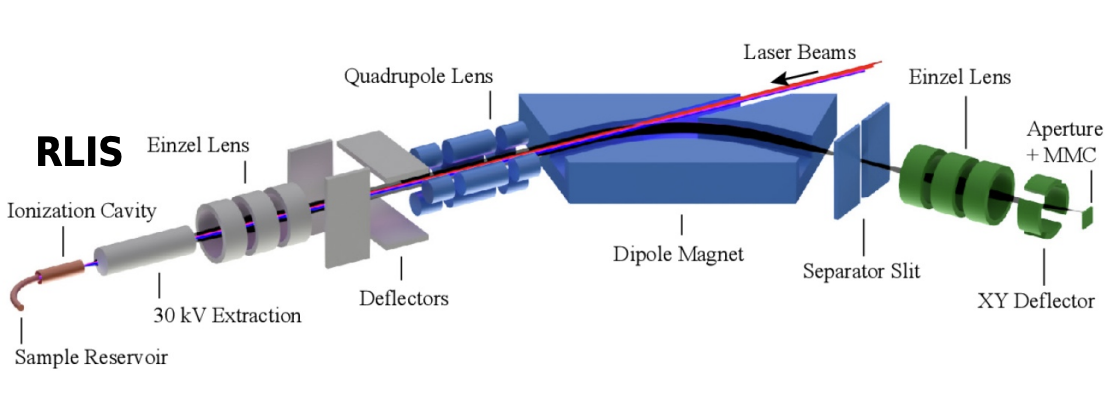 Laser Beams
Quadrupole Lens
Einzel Lens
RLIS
Einzel Lens
Aperture
+ MMC
Ionization Cavity
Dipole Magnet
Separator Slit
Deflectors
XY Deflector
30 kV Extraction
Sample Reservoir